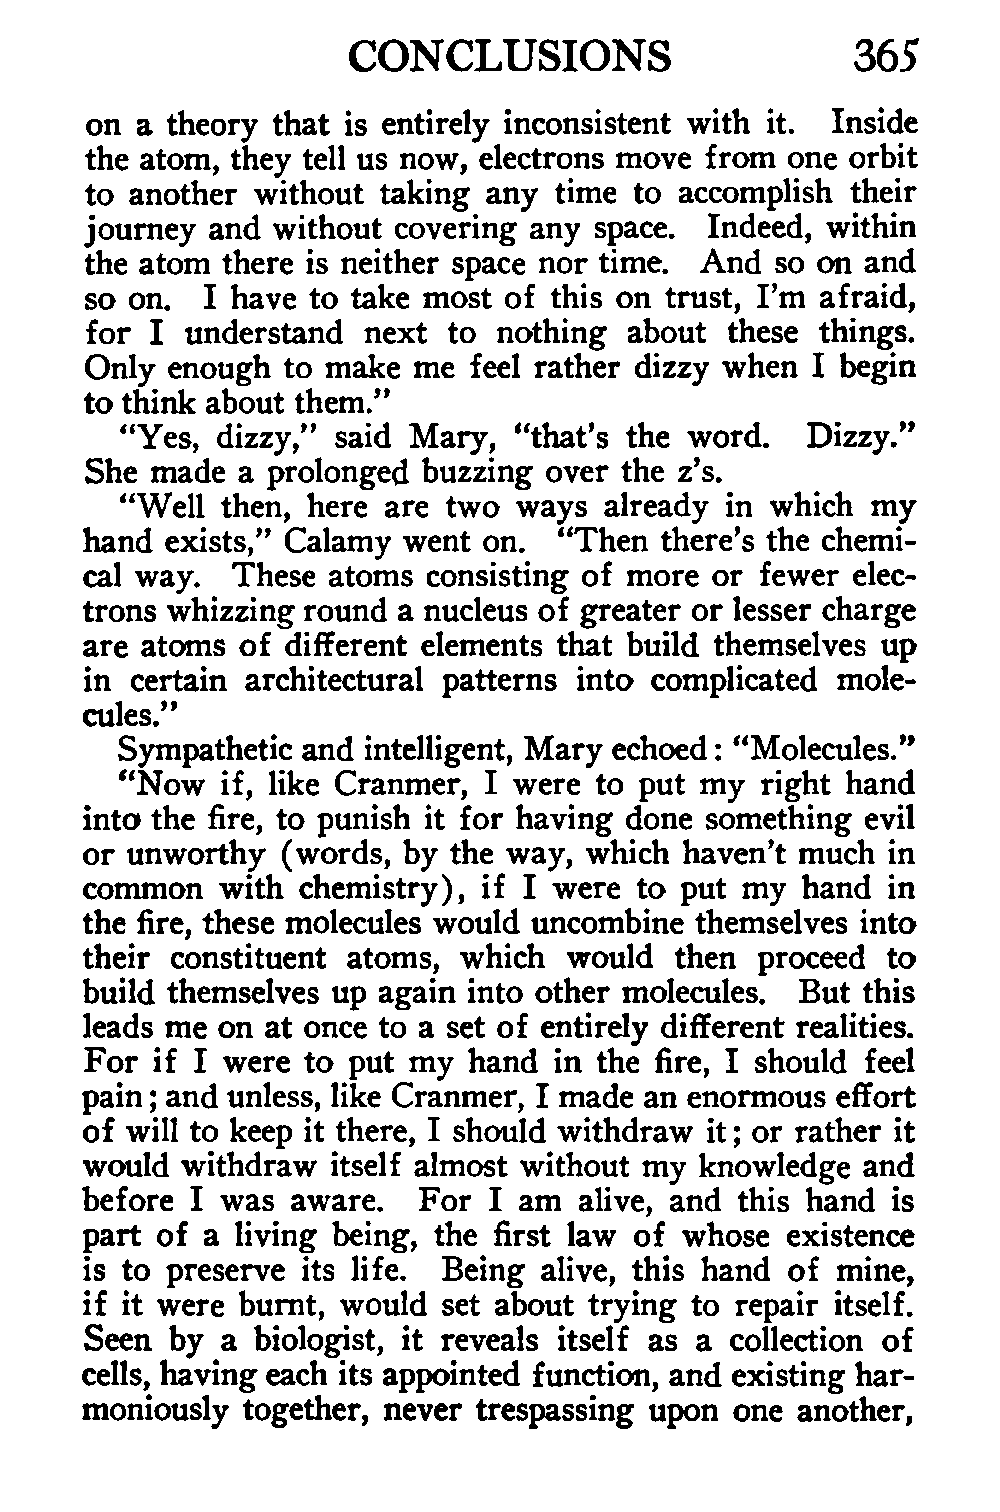 CONCLUSIONS 365
on a theory that is entirely inconsistent with it. Inside
the atom, they tell us now, electrons move from one orbit
to another without taking any time to accomplish their
journey and without covering any space. Indeed, within
the atom there is neither space nor time. And so on and
so on. I have to take most of this on trust, I'm afraid,
for I understand next to nothing about these things.
Only enough to make me feel rather dizzy when I begin
to think about them."
"Yes, dizzy," said Mary, "that's the word. Dizzy."
She made a prolonged buzzing over the z's.
"Well then, here are two ways already in which my
hand exists," Calamy went on. "Then there's the chemi-
cal way. These atoms consisting of more or fewer elec-
trons whizzing round a nucleus of greater or lesser charge
are atoms of different elements that build themselves up
in certain architectural patterns into complicated mole-
cules."
Sympathetic and intelligent, Mary echoed: "Molecules."
"Now if, like Cranmer, I were to put my right hand
into the fire, to punish it for having done something evil
or unworthy (words, by the way, which haven't much in
common with chemistry), if I were to put my hand in
the fire, these molecules would uncombine themselves into
their constituent atoms, which would then proceed to
build themselves up again into other molecules. But this
leads me on at once to a set of entirely different realities.
For if I were to put my hand in the fire, I should feel
pain; and unless, like Cranmer, I made an enormous effort
of will to keep it there, I should withdraw it; or rather it
would withdraw itself almost without my knowledge and
before I was aware. For I am alive, and this hand is
part of a living being, the first law of whose existence
is to preserve its life. Being alive, this hand of mine,
if it were burnt, would set about trying to repair itself.
Seen by a biologist, it reveals itself as a collection of
cells, having each its appointed function, and existing har-
moniously together, never trespassing upon one another,